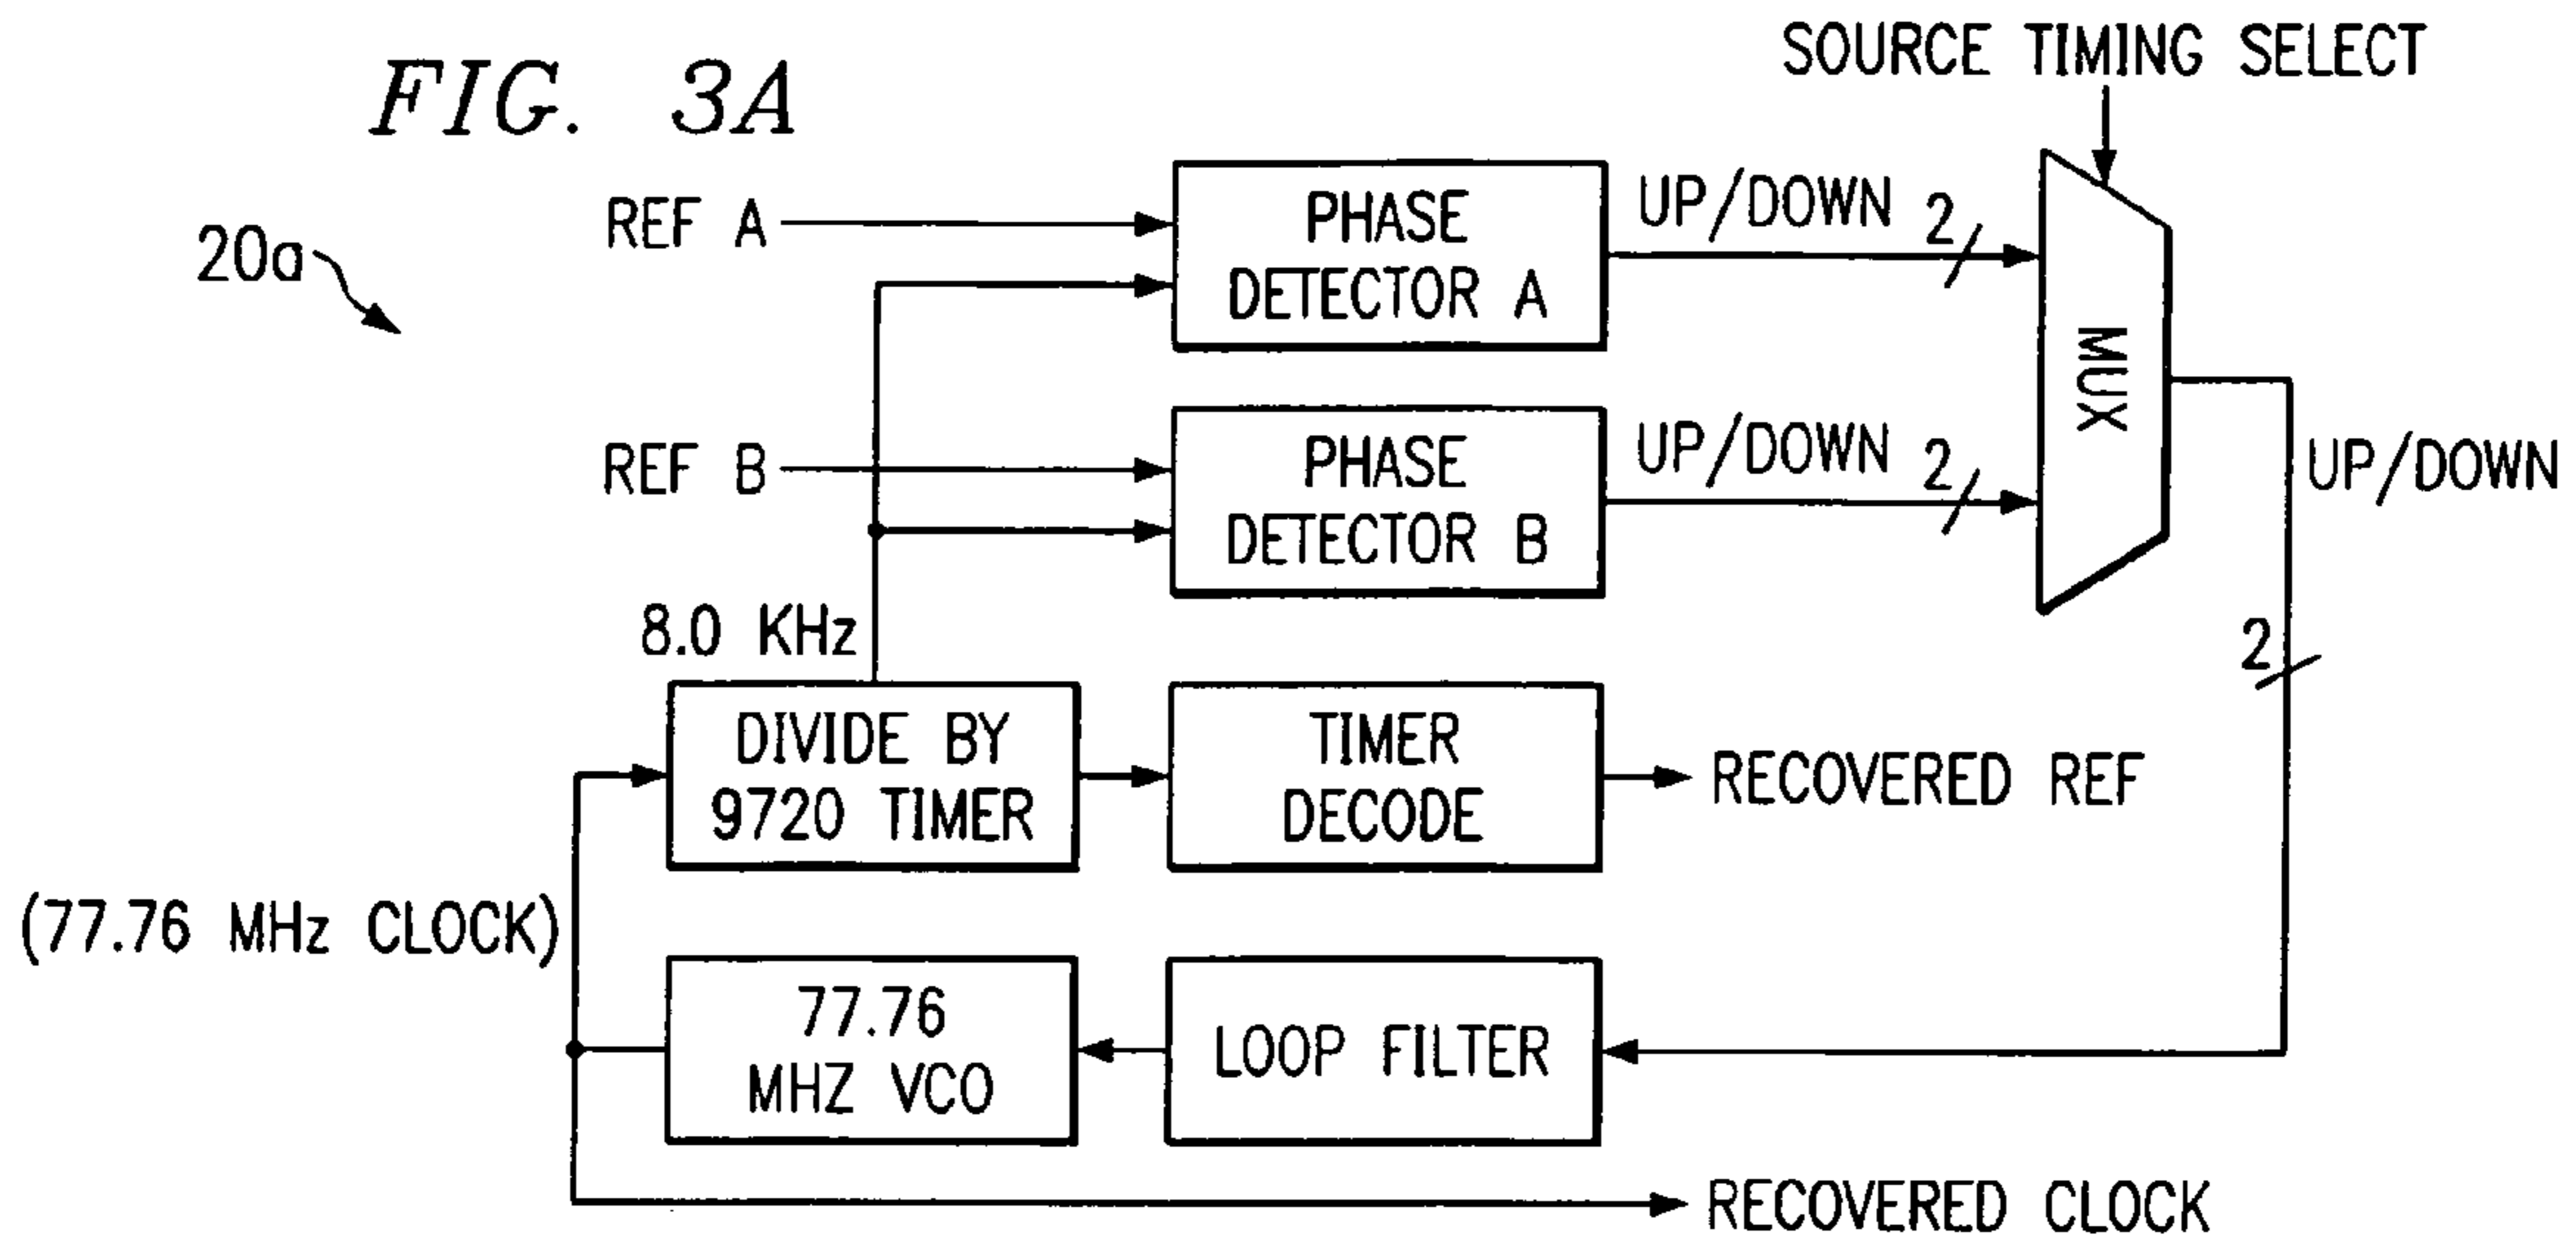 FIG. 3A
SOURCE TIMING SELECT
20a
REF A
PHASE
DETECTOR A
UP/DOWN
2
MUX
REF B
PHASE
DETECTOR B
UP/DOWN
2
UP/DOWN
2
8.0 KHz
DIVIDE BY
9720 TIMER
TIMER
DECODE
RECOVERED REF
(77.76 MHz CLOCK)
77.76
MHZ VCO
LOOP FILTER
RECOVERED CLOCK